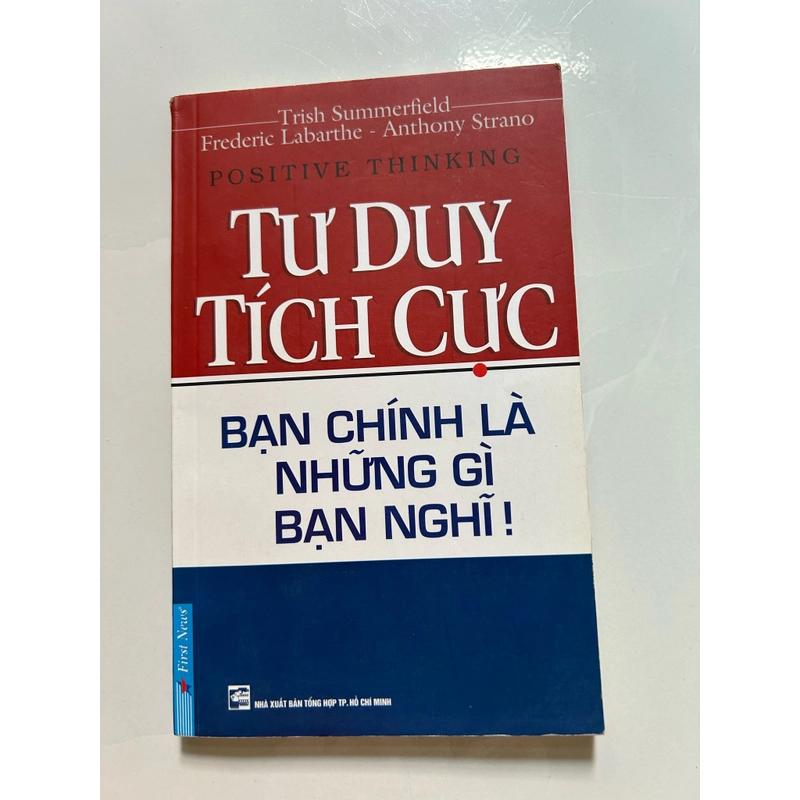 Trish Summerfield
Frederic Labarthe - Anthony Strano
POSITIVE THINKING
TƯ DUY
TÍCH CỰC
BẠN CHÍNH LÀ
NHỮNG GÌ
BẠN NGHĨ!
First News
NHÀ XUẤT BẢN TỔNG HỢP TP. HỒ CHÍ MINH